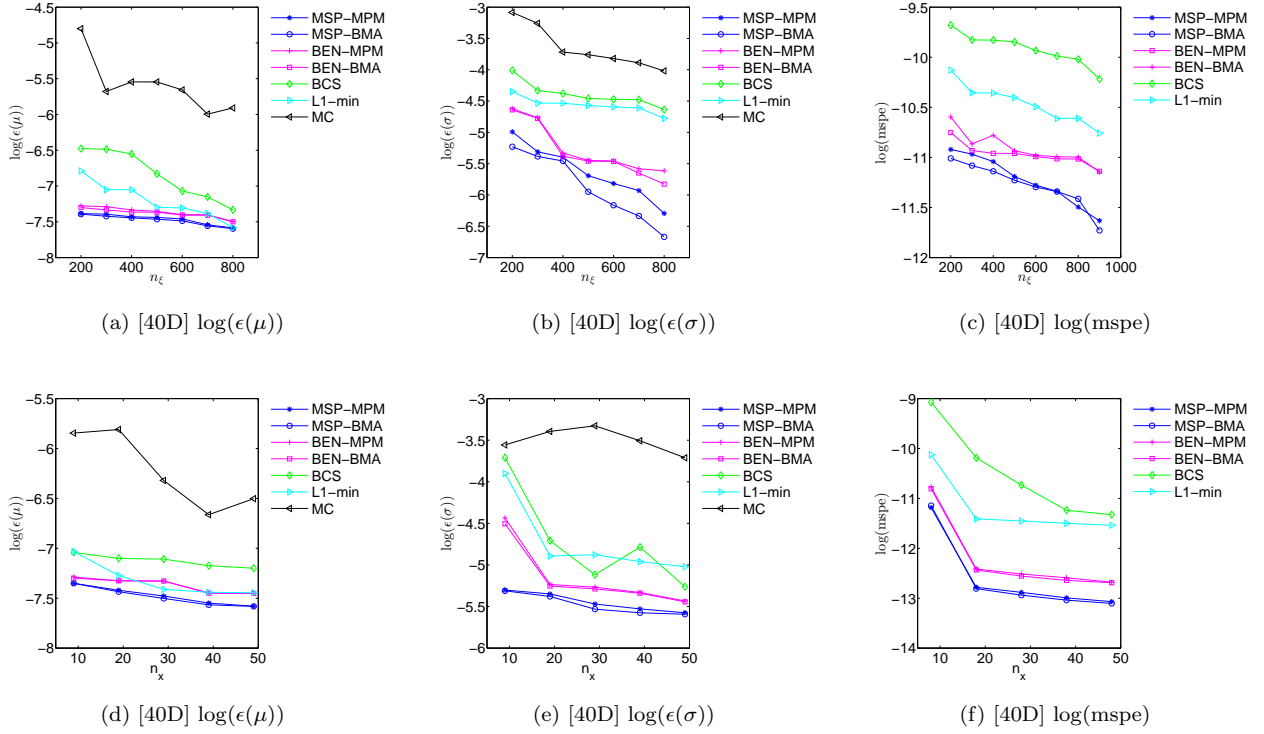 -4.5
-5
-5.5
-6
-6.5
-7
-7.5
-8
log(ϵ(μ))
200 400 600 800
n_ξ
MSP−MPM
MSP−BMA
BEN−MPM
BEN−BMA
BCS
L1−min
MC
(a) [40D] log(ϵ(μ))
-3
-3.5
-4
-4.5
-5
-5.5
-6
-6.5
-7
log(ϵ(σ))
200 400 600 800
n_ξ
MSP−MPM
MSP−BMA
BEN−MPM
BEN−BMA
BCS
L1−min
MC
(b) [40D] log(ϵ(σ))
-9.5
-10
-10.5
-11
-11.5
-12
log(mspe)
200 400 600 800 1000
n_ξ
MSP−MPM
MSP−BMA
BEN−MPM
BEN−BMA
BCS
L1−min
(c) [40D] log(mspe)
-5.5
-6
-6.5
-7
-7.5
-8
log(ϵ(μ))
10 20 30 40 50
n_x
MSP−MPM
MSP−BMA
BEN−MPM
BEN−BMA
BCS
L1−min
MC
(d) [40D] log(ϵ(μ))
-3
-3.5
-4
-4.5
-5
-5.5
-6
log(ϵ(σ))
10 20 30 40 50
n_x
MSP−MPM
MSP−BMA
BEN−MPM
BEN−BMA
BCS
L1−min
MC
(e) [40D] log(ϵ(σ))
-9
-10
-11
-12
-13
-14
log(mspe)
10 20 30 40 50
n_x
MSP−MPM
MSP−BMA
BEN−MPM
BEN−BMA
BCS
L1−min
(f) [40D] log(mspe)